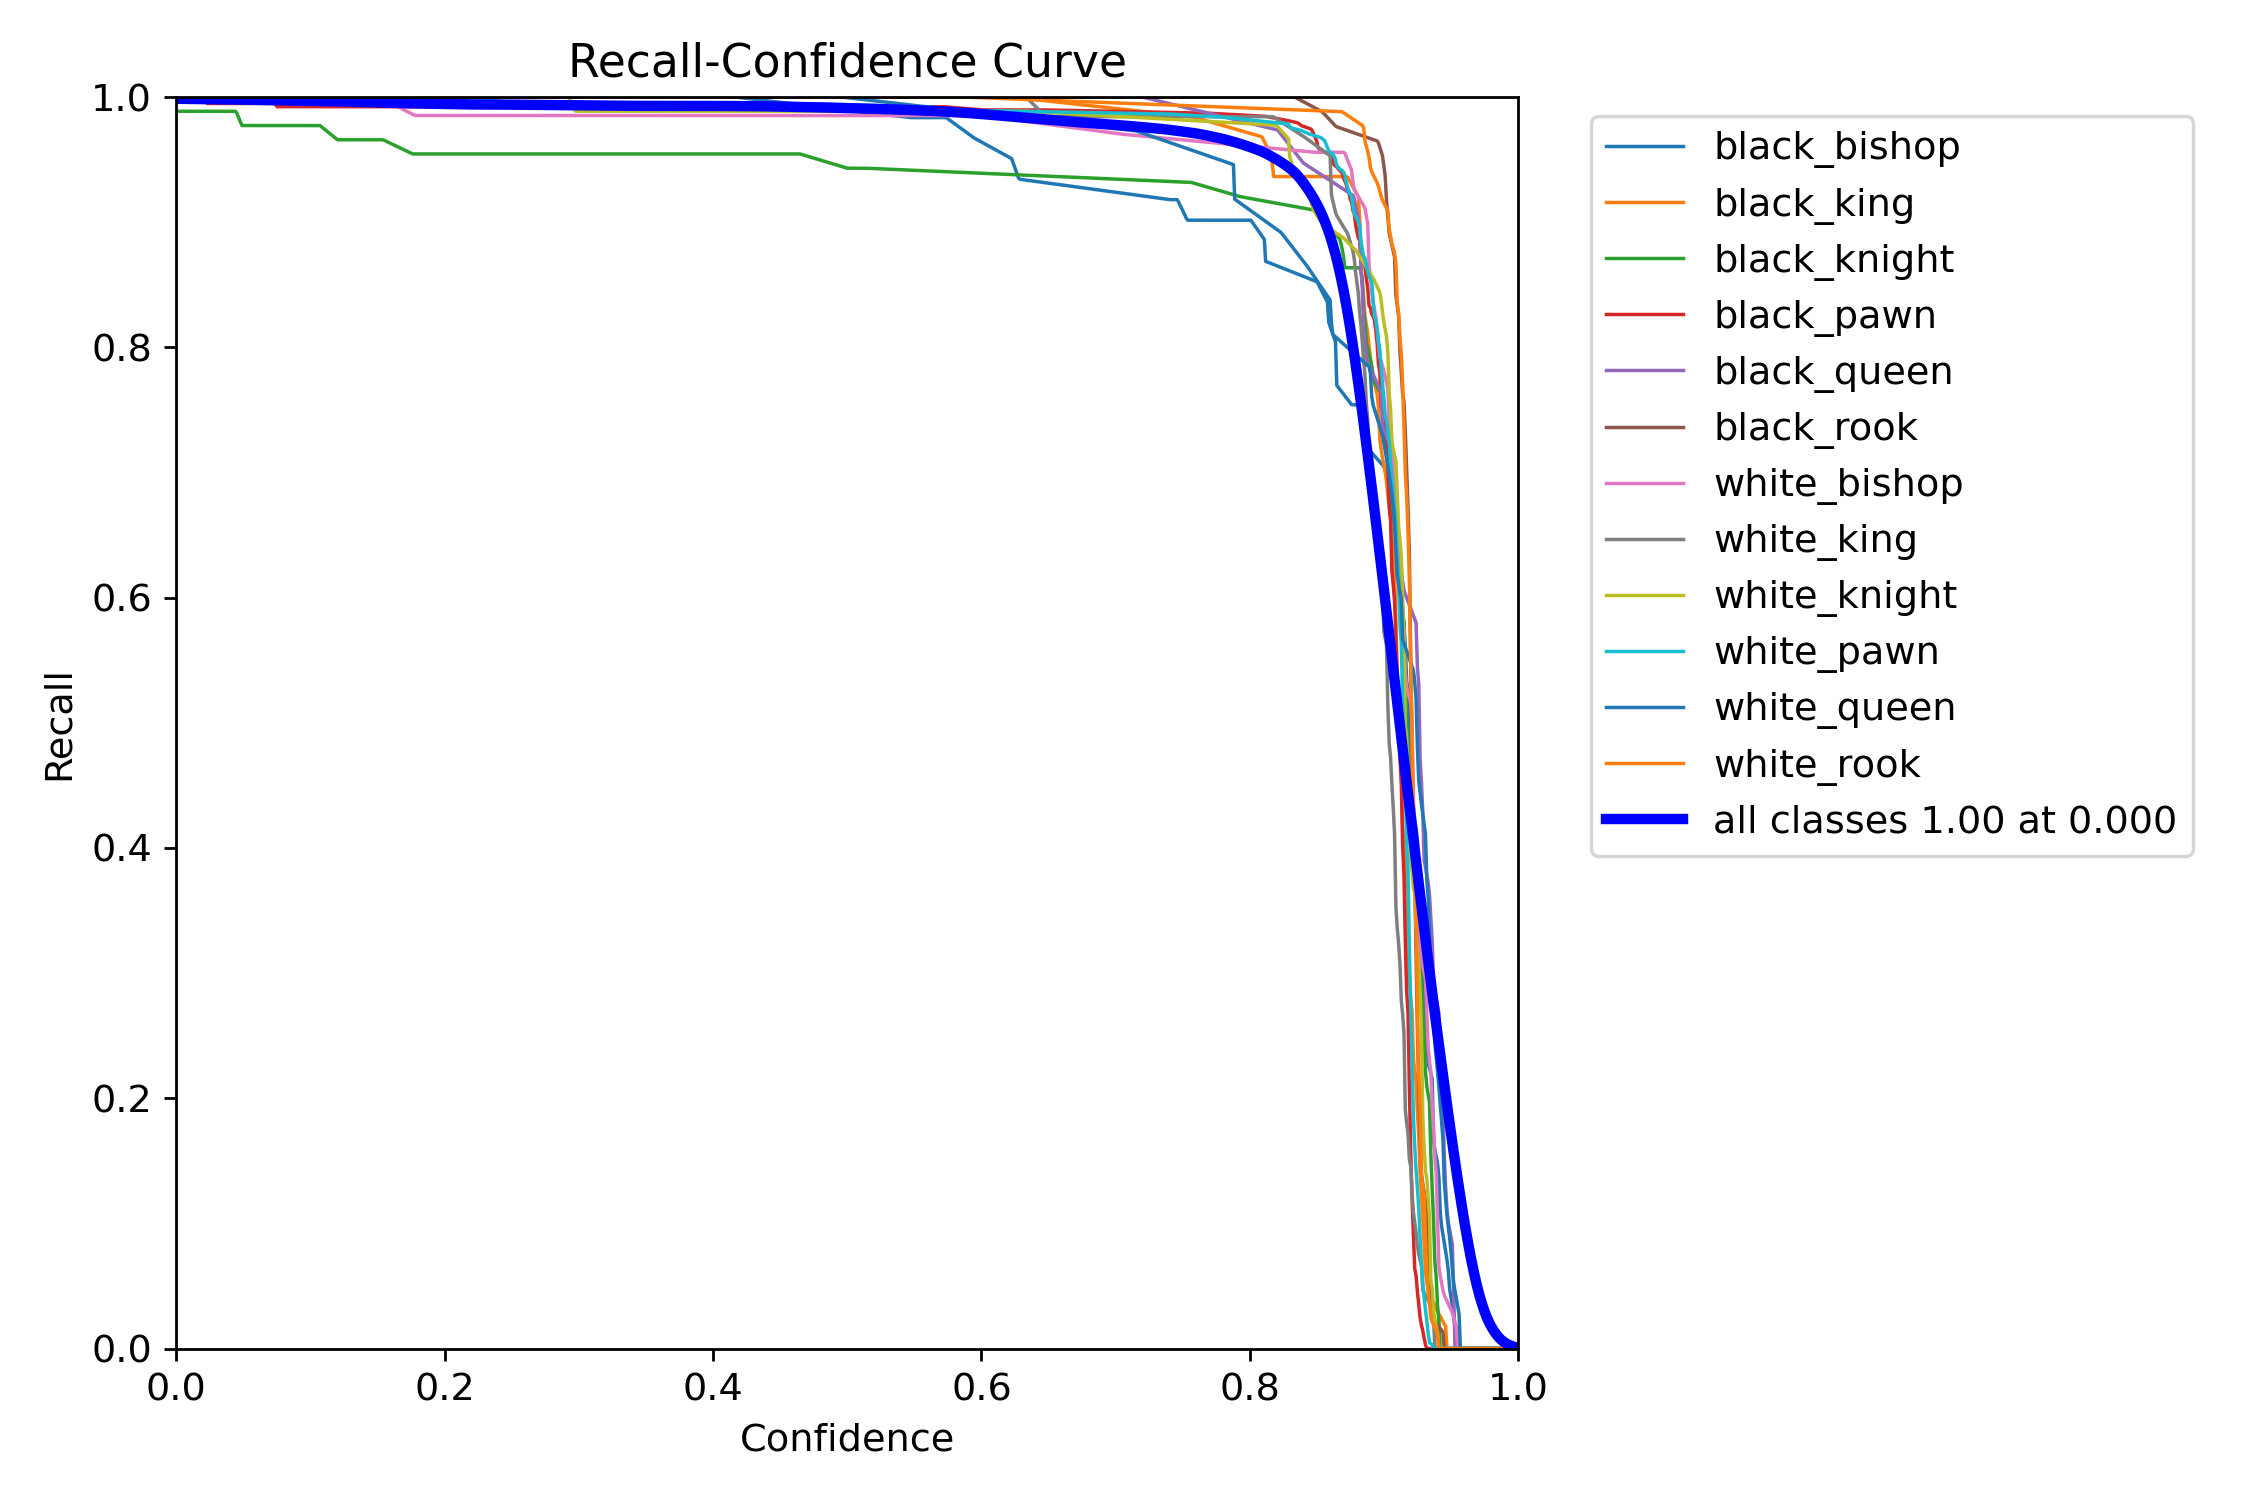 Recall-Confidence Curve
1.0
0.8
0.6
0.4
0.2
0.0
Recall
0.0 0.2 0.4 0.6 0.8 1.0
Confidence
black_bishop
black_king
black_knight
black_pawn
black_queen
black_rook
white_bishop
white_king
white_knight
white_pawn
white_queen
white_rook
all classes 1.00 at 0.000